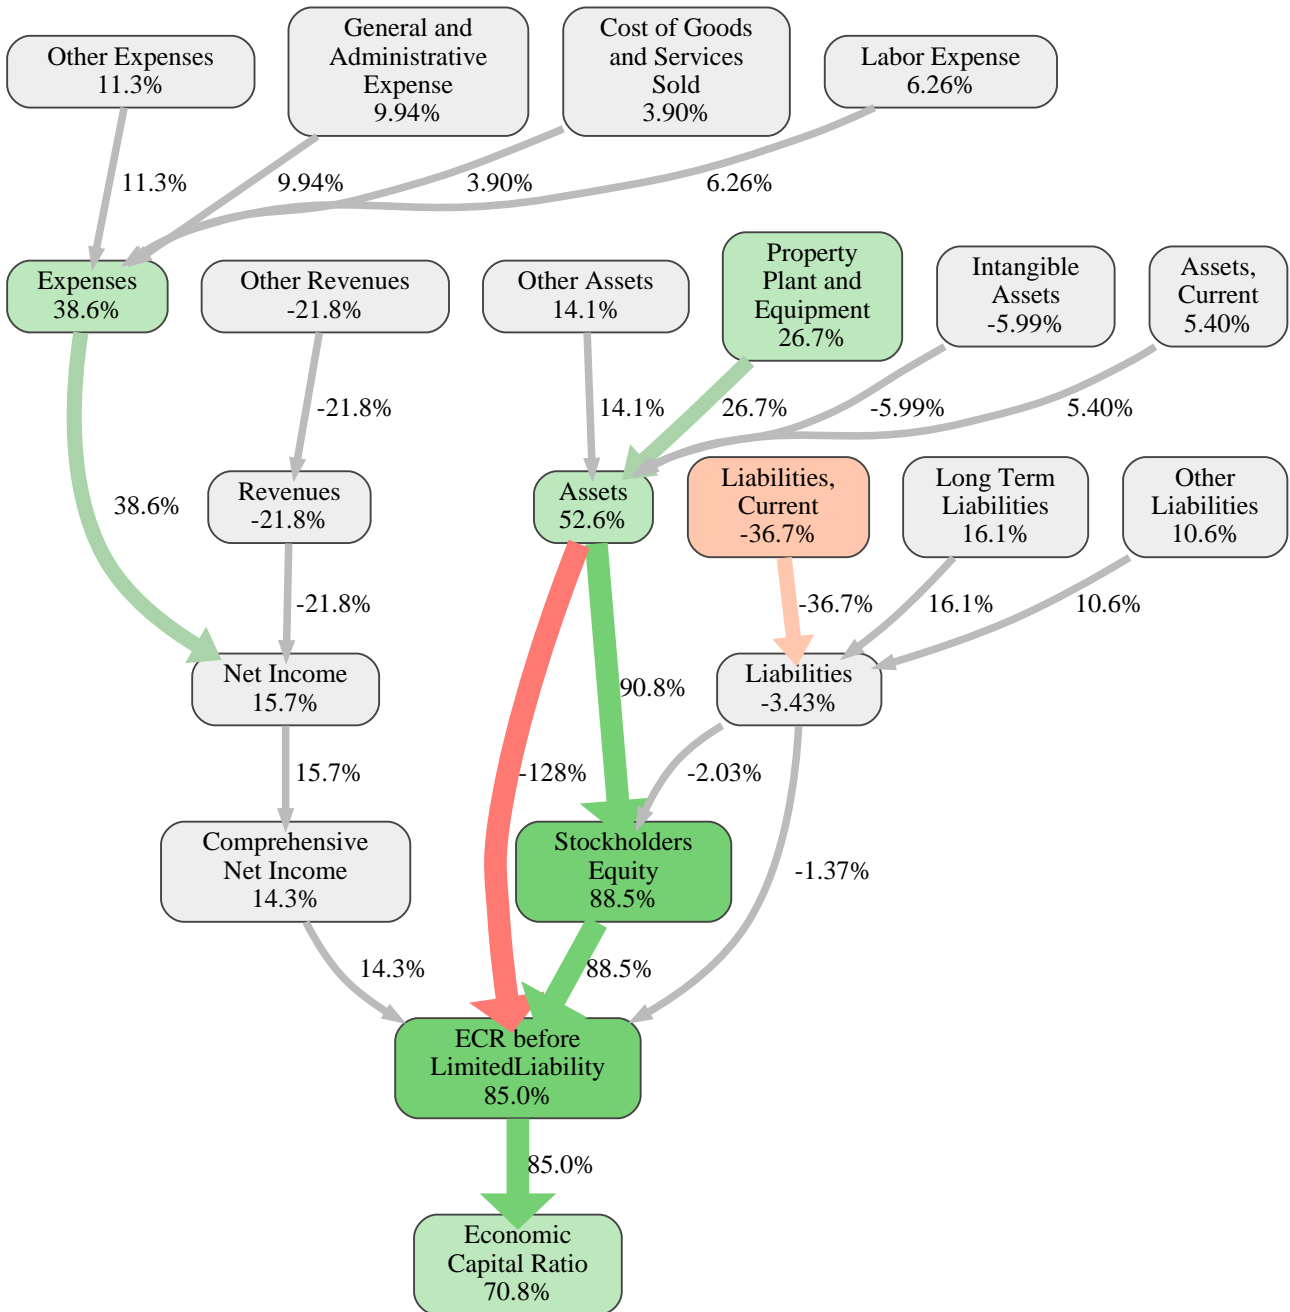 Other Expenses
11.3%
General and
Administrative
Expense
9.94%
Cost of Goods
and Services
Sold
3.90%
Labor Expense
6.26%
11.3%
9.94%
3.90%
6.26%
Expenses
38.6%
Other Revenues
-21.8%
Other Assets
14.1%
Property
Plant and
Equipment
26.7%
Intangible
Assets
-5.99%
Assets,
Current
5.40%
-21.8%
14.1%
26.7%
-5.99%
5.40%
38.6%
Revenues
-21.8%
Assets
52.6%
Liabilities,
Current
-36.7%
Long Term
Liabilities
16.1%
Other
Liabilities
10.6%
-21.8%
-36.7%
16.1%
10.6%
Net Income
15.7%
90.8%
Liabilities
-3.43%
15.7%
-128%
-2.03%
Comprehensive
Net Income
14.3%
Stockholders
Equity
88.5%
-1.37%
14.3%
88.5%
ECR before
LimitedLiability
85.0%
85.0%
Economic
Capital Ratio
70.8%